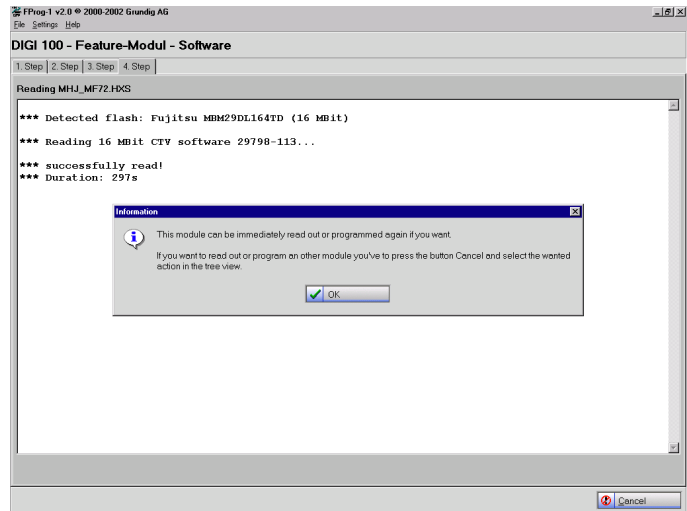 FProg-1 v2.0 © 2000-2002 Grundig AG
File Settings Help
DIGI 100 - Feature-Modul - Software
1. Step 2. Step 3. Step 4. Step
Reading MHJ_MF72.HXS
*** Detected flash: Fujitsu MBM29DL164TD (16 MBit)
*** Reading 16 MBit CTV software 29798-113...
*** successfully read!
*** Duration: 297s
Information
This module can be immediately read out or programmed again if you want.
If you want to read out or program an other module you've to press the button Cancel and select the wanted
action in the tree view.
OK
Cancel